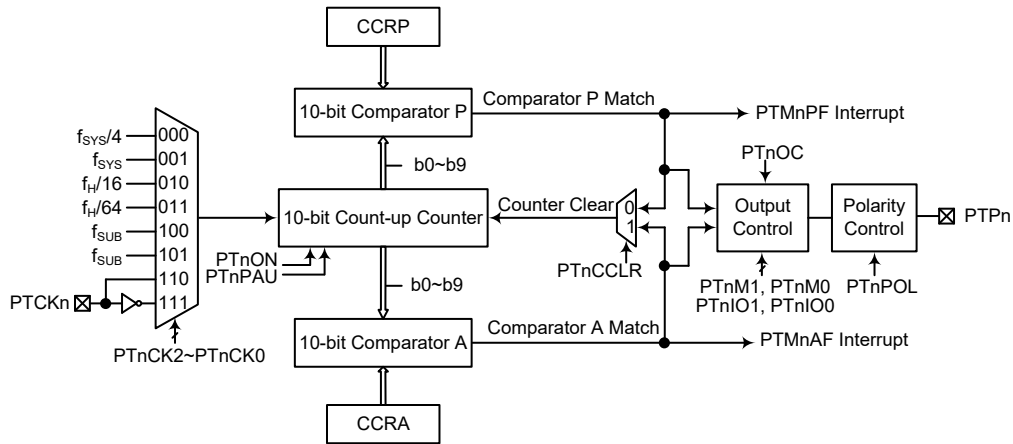 CCRP
10-bit Comparator P
Comparator P Match
PTMnPF Interrupt
b0~b9
PTnOC
fSYS/4
000
fSYS
001
fH/16
010
fH/64
011
fSUB
100
fSUB
101
110
111
PTCKn
PTnCK2~PTnCK0
10-bit Count-up Counter
PTnON
PTnPAU
Counter Clear
0
1
PTnCCLR
Output
Control
Polarity
Control
PTPn
PTnM1, PTnM0
PTnIO1, PTnIO0
PTnPOL
b0~b9
10-bit Comparator A
Comparator A Match
PTMnAF Interrupt
CCRA